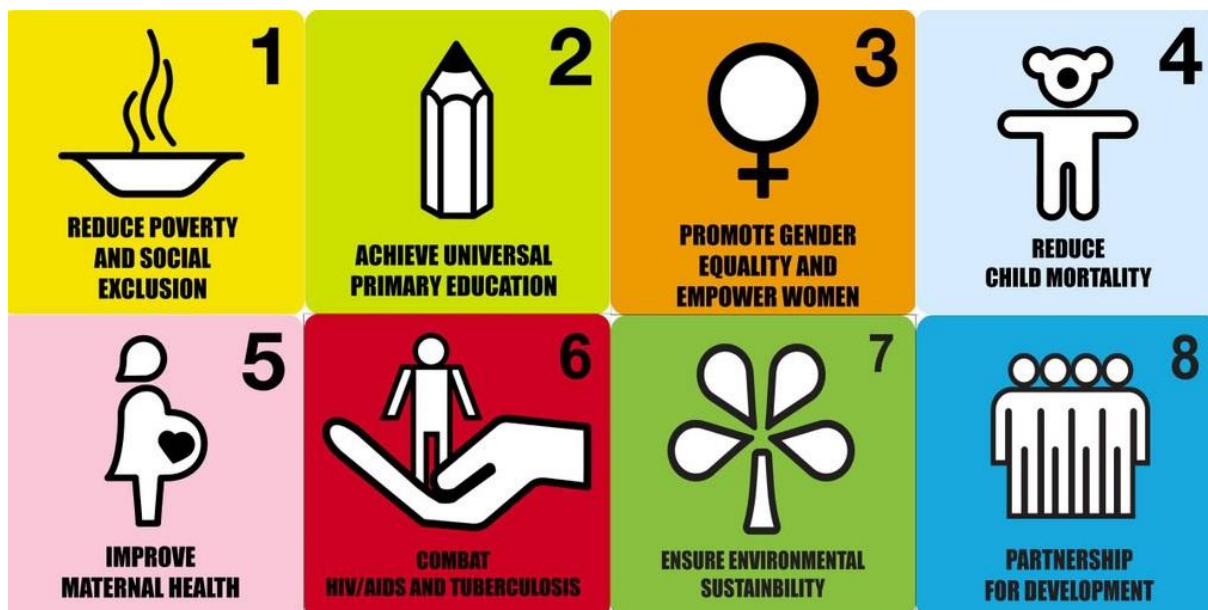 1
REDUCE POVERTY
AND SOCIAL
EXCLUSION
2
ACHIEVE UNIVERSAL
PRIMARY EDUCATION
3
PROMOTE GENDER
EQUALITY AND
EMPOWER WOMEN
4
REDUCE
CHILD MORTALITY
5
IMPROVE
MATERNAL HEALTH
6
COMBAT
HIV/AIDS AND TUBERCULOSIS
7
ENSURE ENVIRONMENTAL
SUSTAINBILITY
8
PARTNERSHIP
FOR DEVELOPMENT